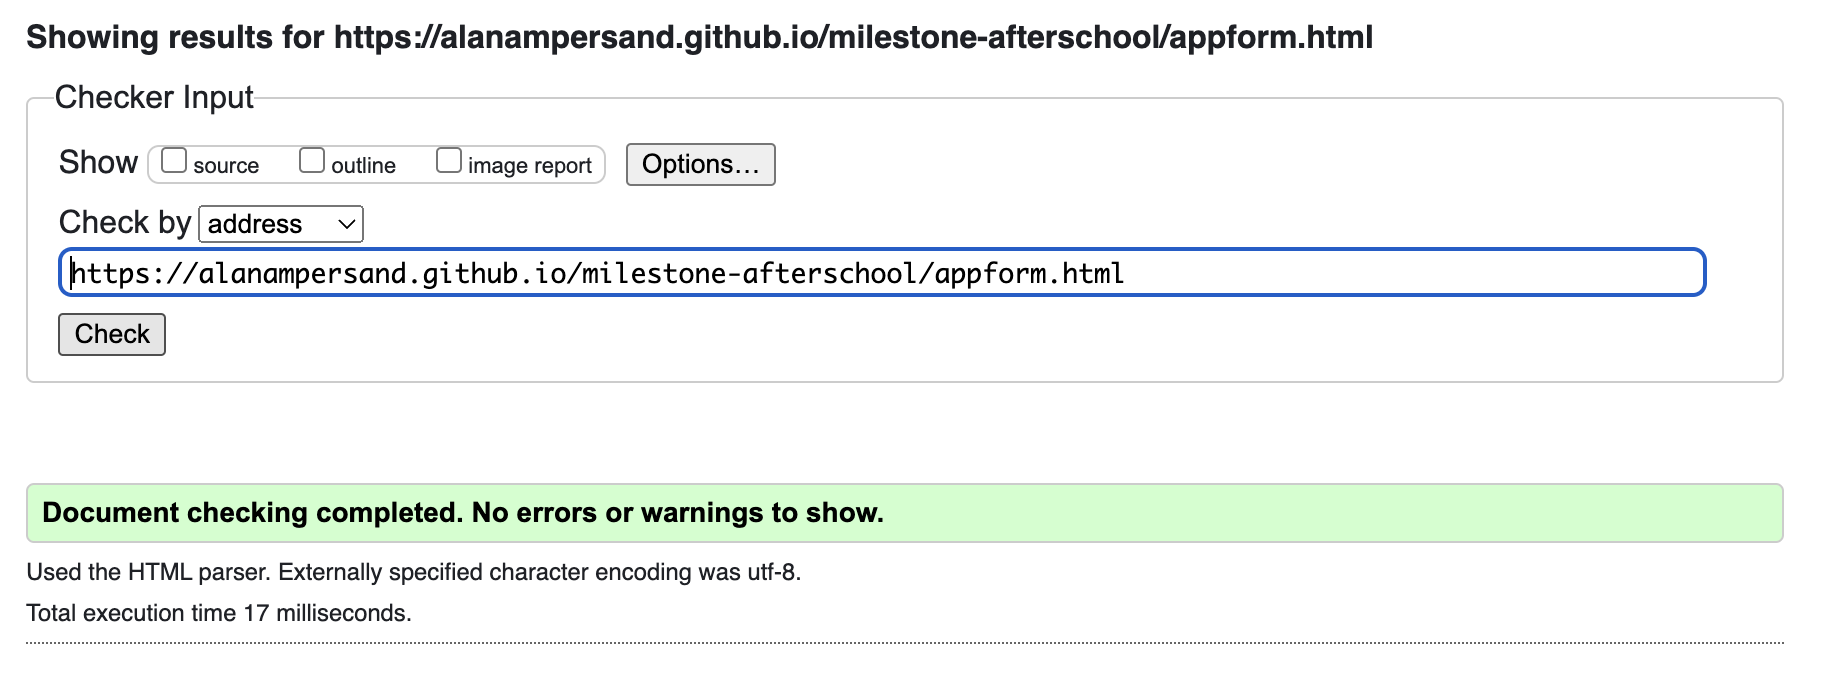 Showing results for https://alanampersand.github.io/milestone-afterschool/appform.html
Checker Input
Show source outline image report Options...
Check by address
https://alanampersand.github.io/milestone-afterschool/appform.html
Check
Document checking completed. No errors or warnings to show.
Used the HTML parser. Externally specified character encoding was utf-8.
Total execution time 17 milliseconds.